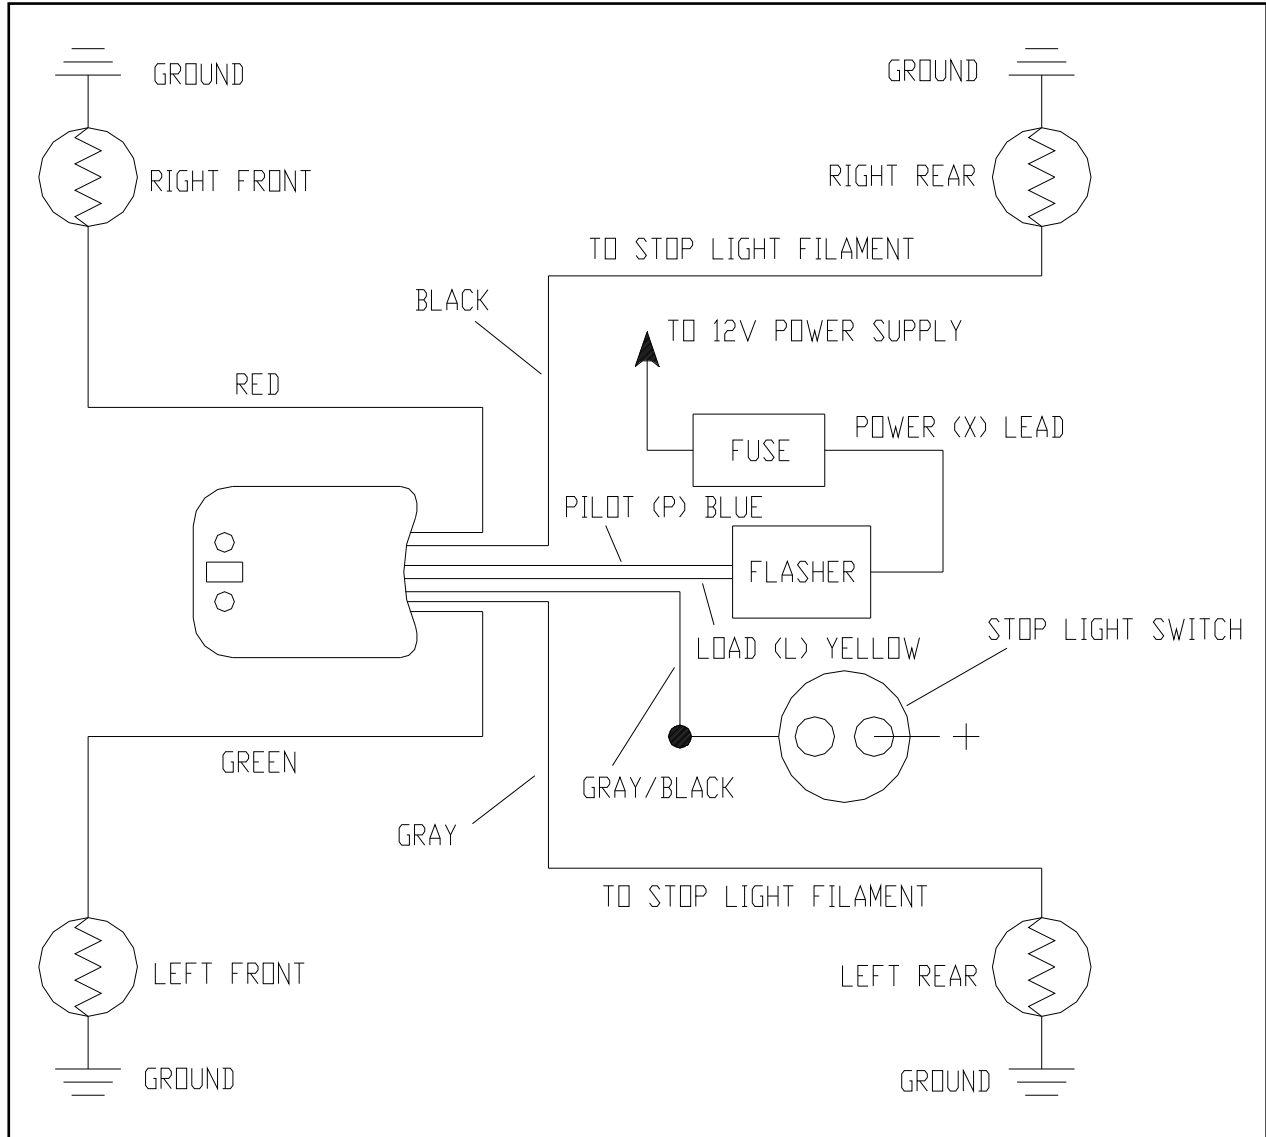 GROUND
GROUND
RIGHT FRONT
RIGHT REAR
TO STOP LIGHT FILAMENT
BLACK
TO 12V POWER SUPPLY
RED
POWER (X) LEAD
FUSE
PILOT (P) BLUE
FLASHER
STOP LIGHT SWITCH
LOAD (L) YELLOW
+
GREEN
GRAY/BLACK
GRAY
TO STOP LIGHT FILAMENT
LEFT FRONT
LEFT REAR
GROUND
GROUND